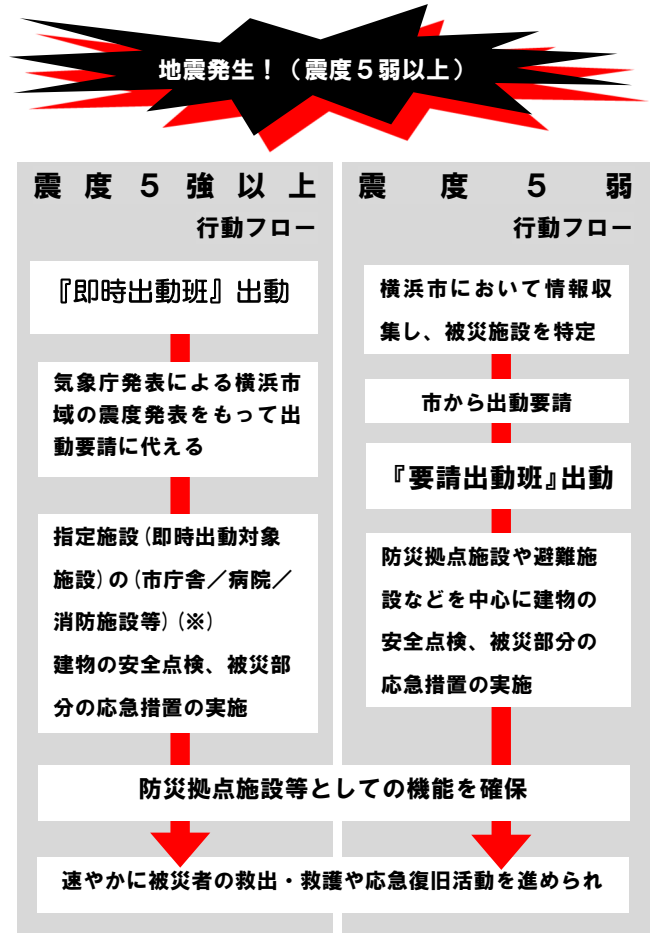 地震発生！（震度５弱以上）
震度５強以上
行動フロー
『即時出動班』出動
気象庁発表による横浜市
域の震度発表をもって出
動要請に代える
指定施設（即時出動対象
施設）の（市庁舎／病院／
消防施設等）（※）
建物の安全点検、被災部
分の応急措置の実施
震度５弱
行動フロー
横浜市において情報収
集し、被災施設を特定
市から出動要請
『要請出動班』出動
防災拠点施設や避難施
設などを中心に建物の
安全点検、被災部分の
応急措置の実施
防災拠点施設等としての機能を確保
速やかに被災者の救出・救護や応急復旧活動を進められ